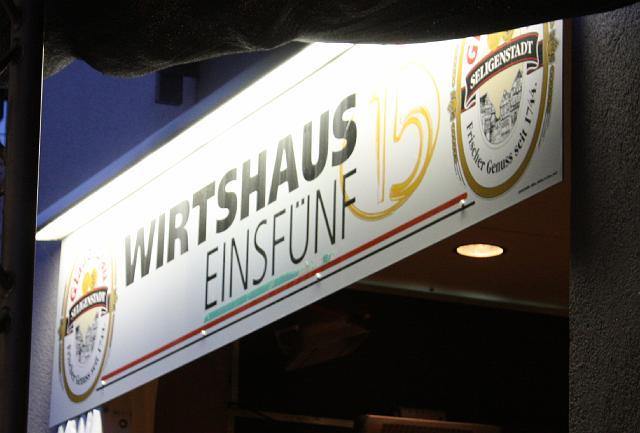 WIRTSHAUS
EINSFÜNF
15
SELIGENSTADT
Frischer Genuss seit 1744.
SELIGENSTADT